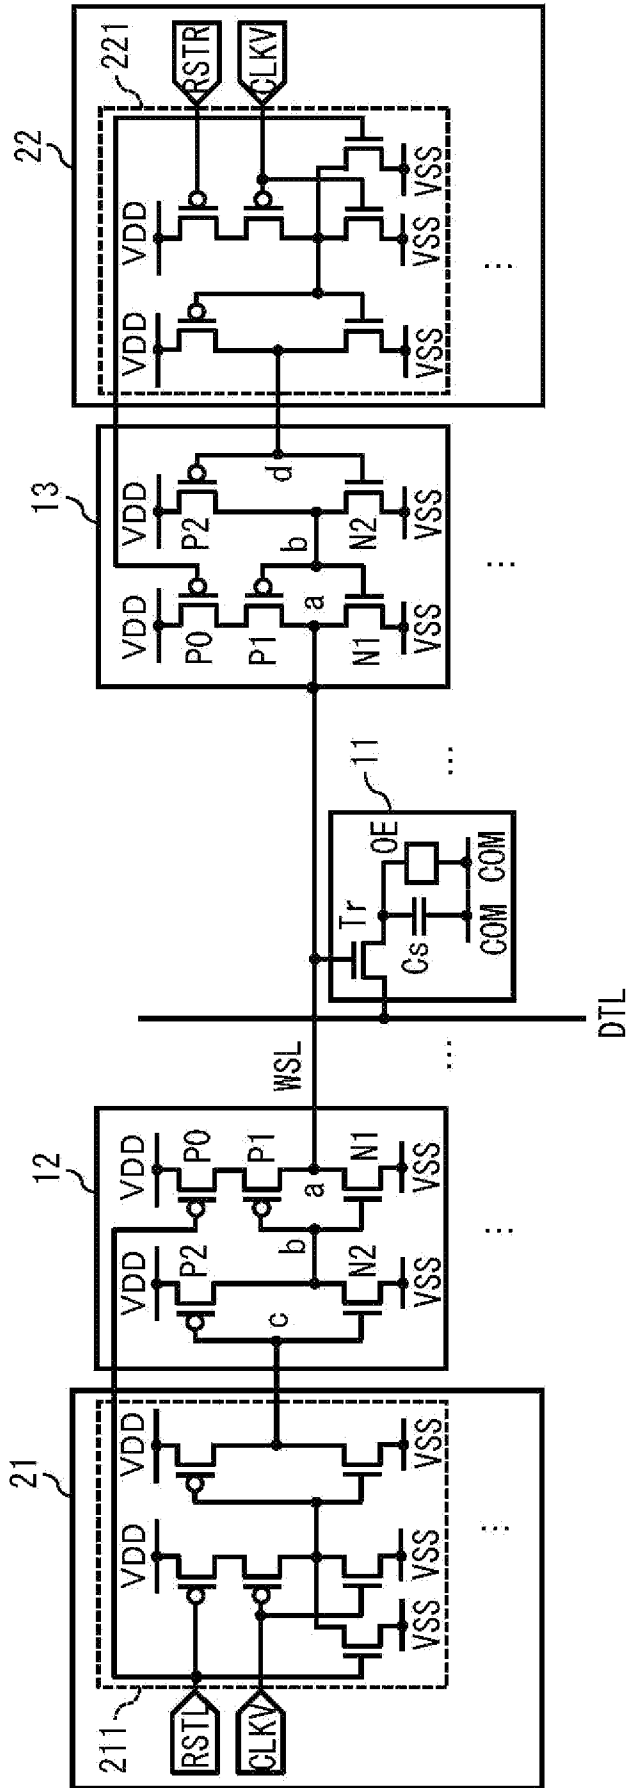 22
221
RSTR
CLKV
VDD
VDD
VSS
VSS
VSS
...
13
VDD
VDD
P2
P0
P1
d
b
a
N2
N1
VSS
VSS
...
11
...
OE
Tr
Cs
COM
COM
WSL
DTL
...
12
VDD
VDD
P0
P1
P2
a
b
c
N1
N2
VSS
VSS
...
21
211
VDD
VDD
RSTL
CLKV
VSS
VSS
VSS
...